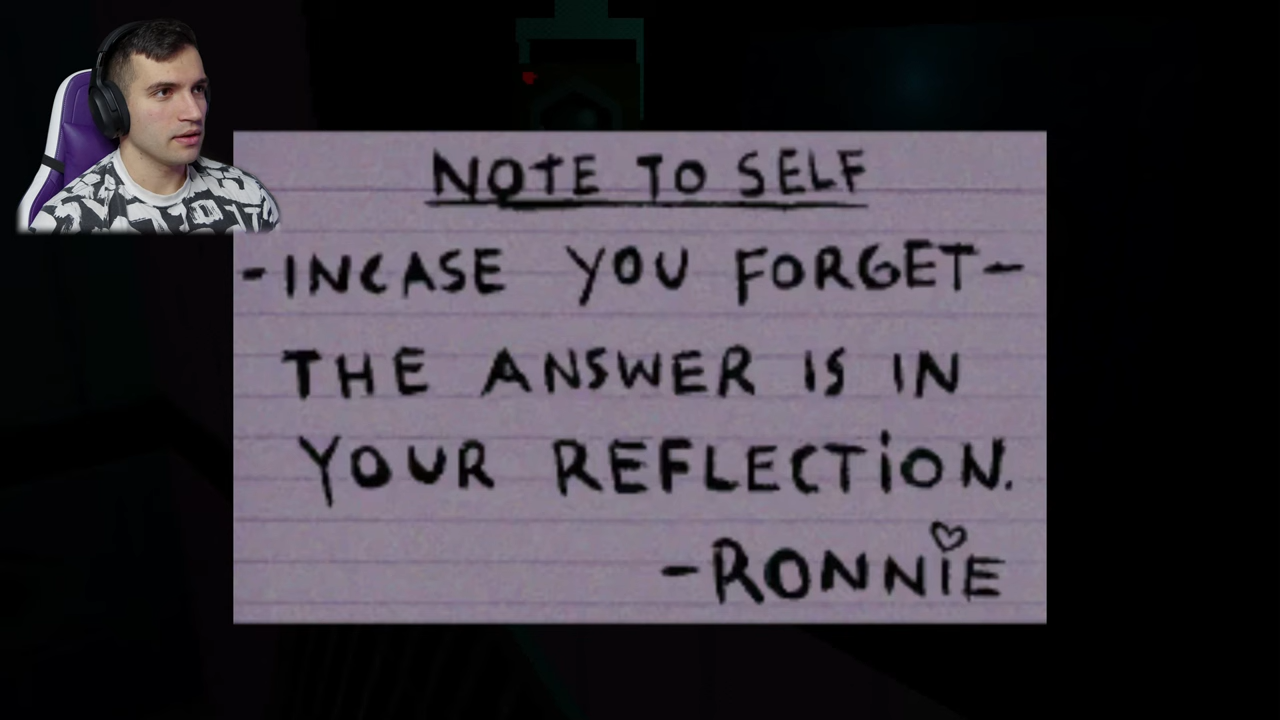 NOTE TO SELF
-INCASE YOU FORGET-
THE ANSWER IS IN
YOUR REFLECTION.
-RONNiE